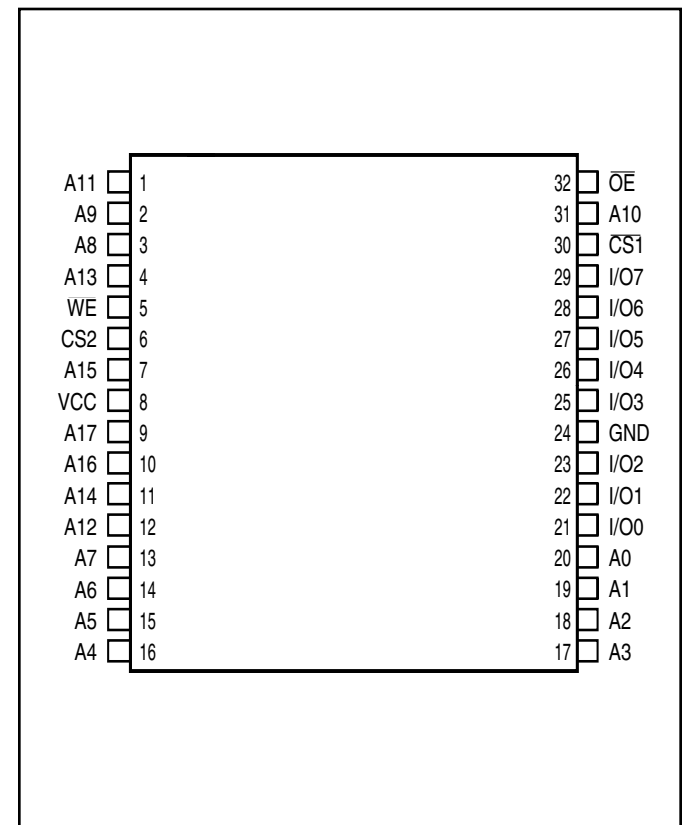 A11 1 32 O̅E̅
A9 2 31 A10
A8 3 30 C̅S̅1̅
A13 4 29 I/O7
W̅E̅ 5 28 I/O6
CS2 6 27 I/O5
A15 7 26 I/O4
VCC 8 25 I/O3
A17 9 24 GND
A16 10 23 I/O2
A14 11 22 I/O1
A12 12 21 I/O0
A7 13 20 A0
A6 14 19 A1
A5 15 18 A2
A4 16 17 A3